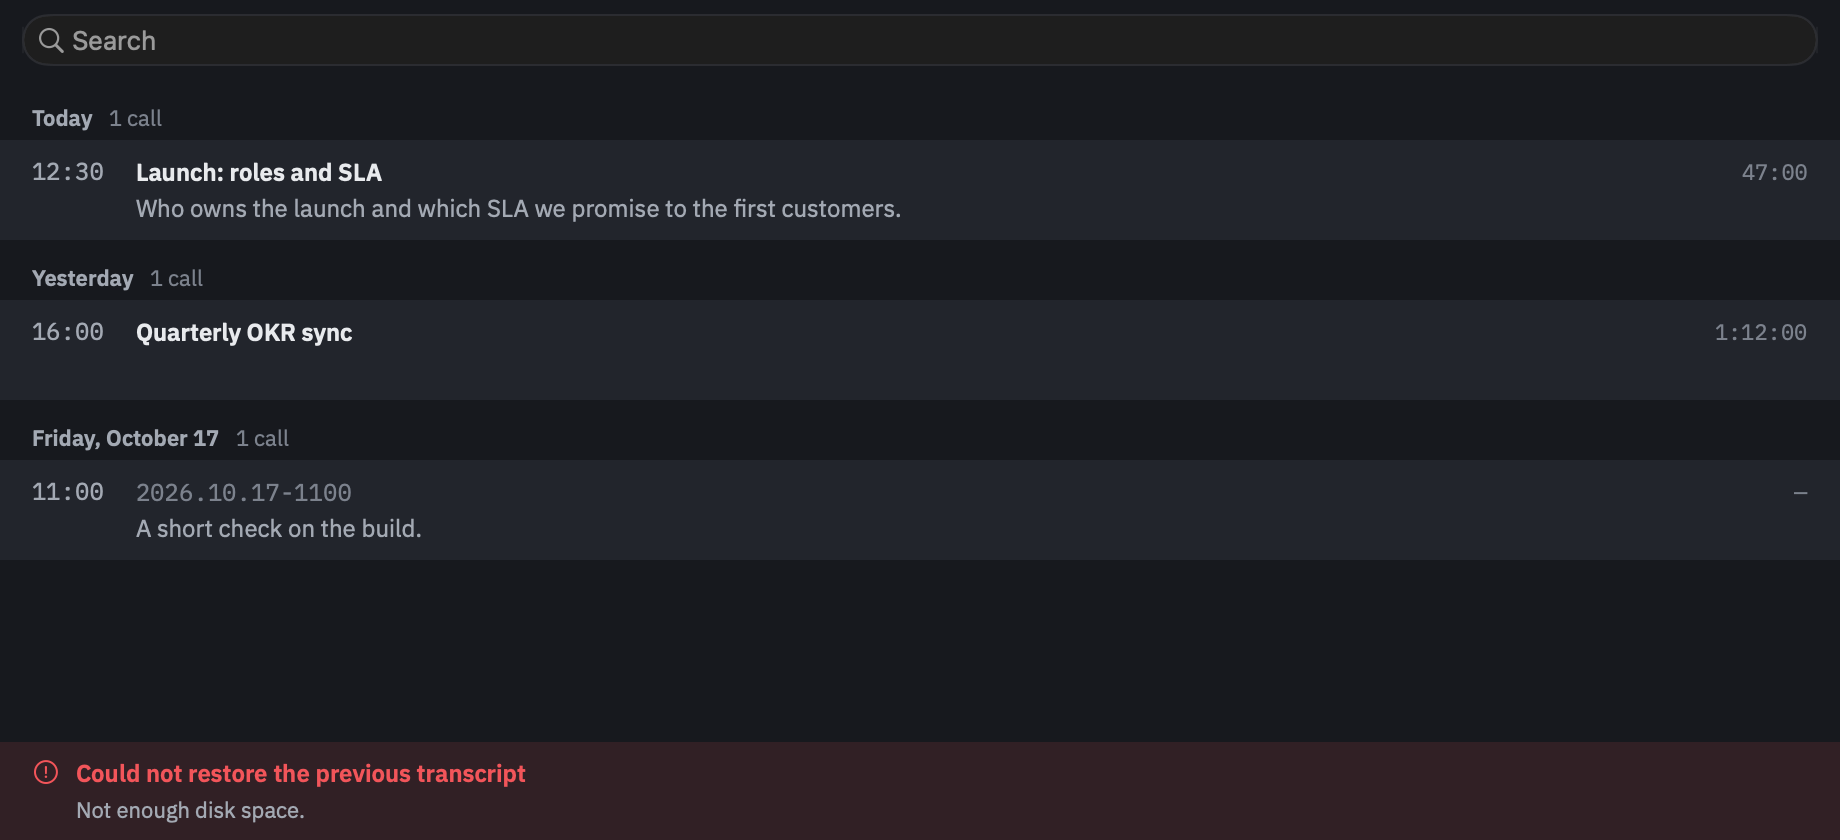 Search
Today 1 call
12:30 Launch: roles and SLA 47:00
Who owns the launch and which SLA we promise to the first customers.
Yesterday 1 call
16:00 Quarterly OKR sync 1:12:00
Friday, October 17 1 call
11:00 2026.10.17-1100 –
A short check on the build.
Could not restore the previous transcript
Not enough disk space.